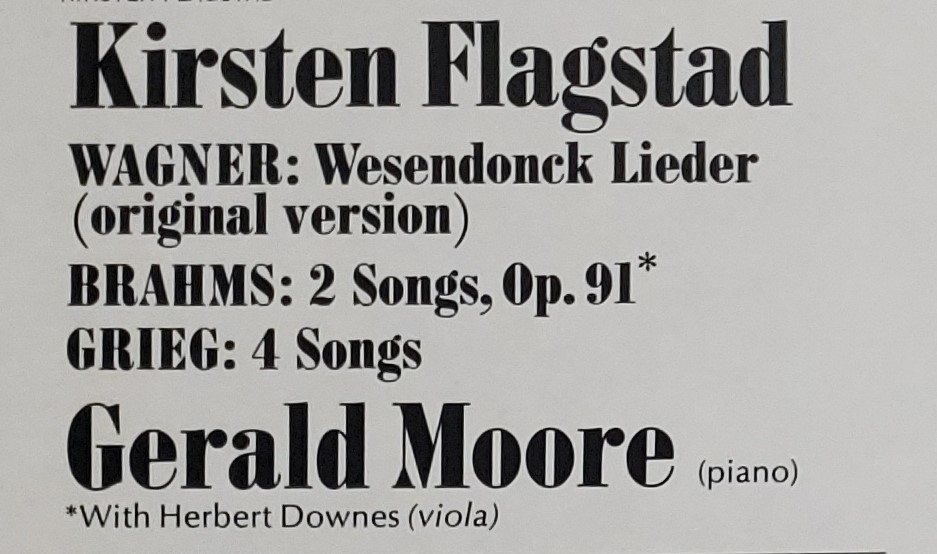 Kirsten Flagstad
WAGNER: Wesendonck Lieder
(original version)
BRAHMS: 2 Songs, Op. 91*
GRIEG: 4 Songs
Gerald Moore (piano)
*With Herbert Downes (viola)